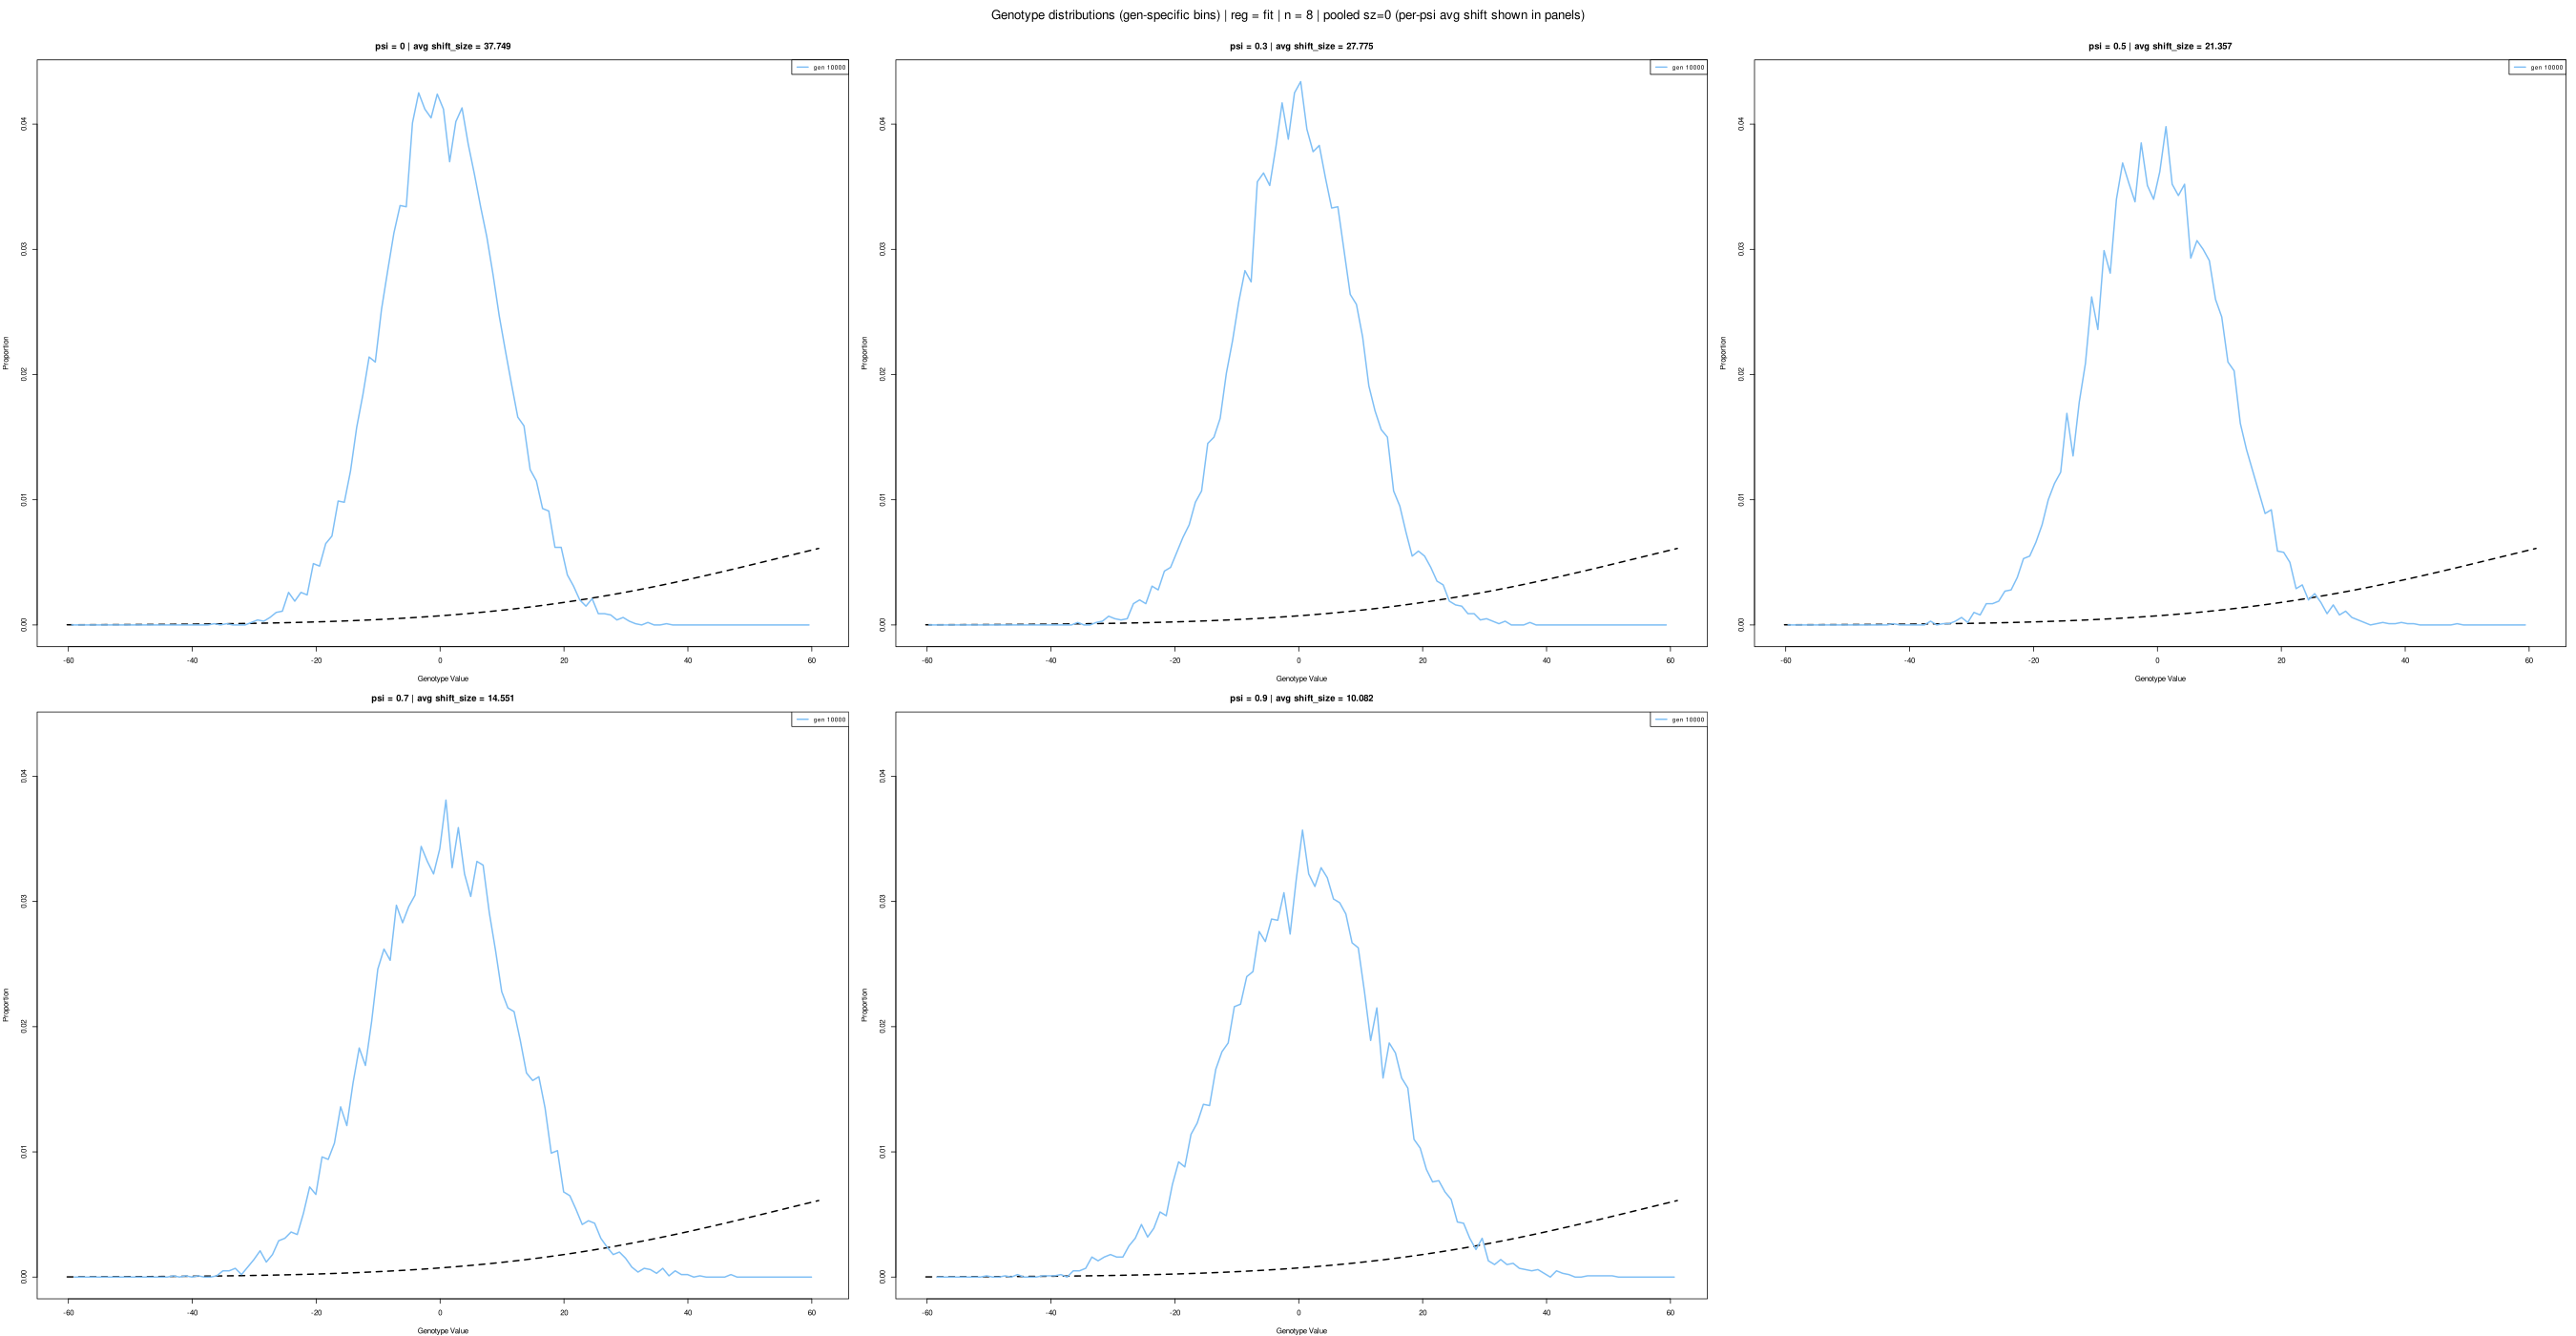 Genotype distributions (gen-specific bins) | reg = fit | n = 8 | pooled sz=0 (per-psi avg shift shown in panels)
psi = 0 | avg shift_size = 37.749
gen 10000
Proportion
0.04
0.03
0.02
0.01
0.00
-60 -40 -20 0 20 40 60
Genotype Value
psi = 0.3 | avg shift_size = 27.775
gen 10000
Proportion
0.04
0.03
0.02
0.01
0.00
-60 -40 -20 0 20 40 60
Genotype Value
psi = 0.5 | avg shift_size = 21.357
gen 10000
Proportion
0.04
0.03
0.02
0.01
0.00
-60 -40 -20 0 20 40 60
Genotype Value
psi = 0.7 | avg shift_size = 14.551
gen 10000
Proportion
0.04
0.03
0.02
0.01
0.00
-60 -40 -20 0 20 40 60
Genotype Value
psi = 0.9 | avg shift_size = 10.082
gen 10000
Proportion
0.04
0.03
0.02
0.01
0.00
-60 -40 -20 0 20 40 60
Genotype Value